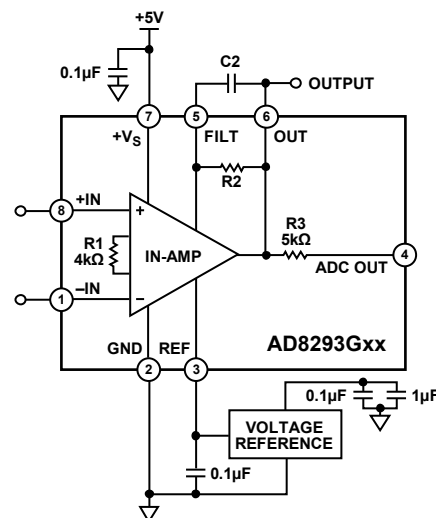 +5V
0.1µF
C2
OUTPUT
7
5
6
+VS
FILT
OUT
R2
8
+IN
+
R1
4kΩ
IN-AMP
R3
5kΩ
4
ADC OUT
1
–IN
–
GND
REF
AD8293Gxx
2
3
0.1µF
1µF
VOLTAGE
REFERENCE
0.1µF